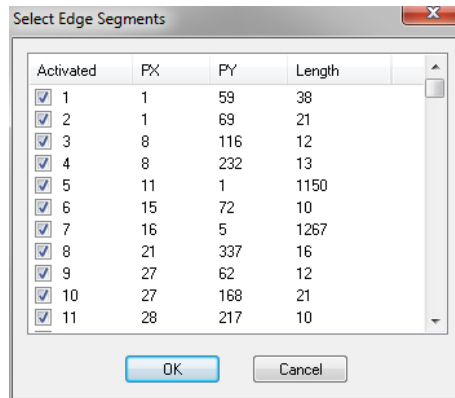 Select Edge Segments
Activated PX PY Length
1 1 59 38
2 1 69 21
3 8 116 12
4 8 232 13
5 11 1 1150
6 15 72 10
7 16 5 1267
8 21 337 16
9 27 62 12
10 27 168 21
11 28 217 10
OK Cancel